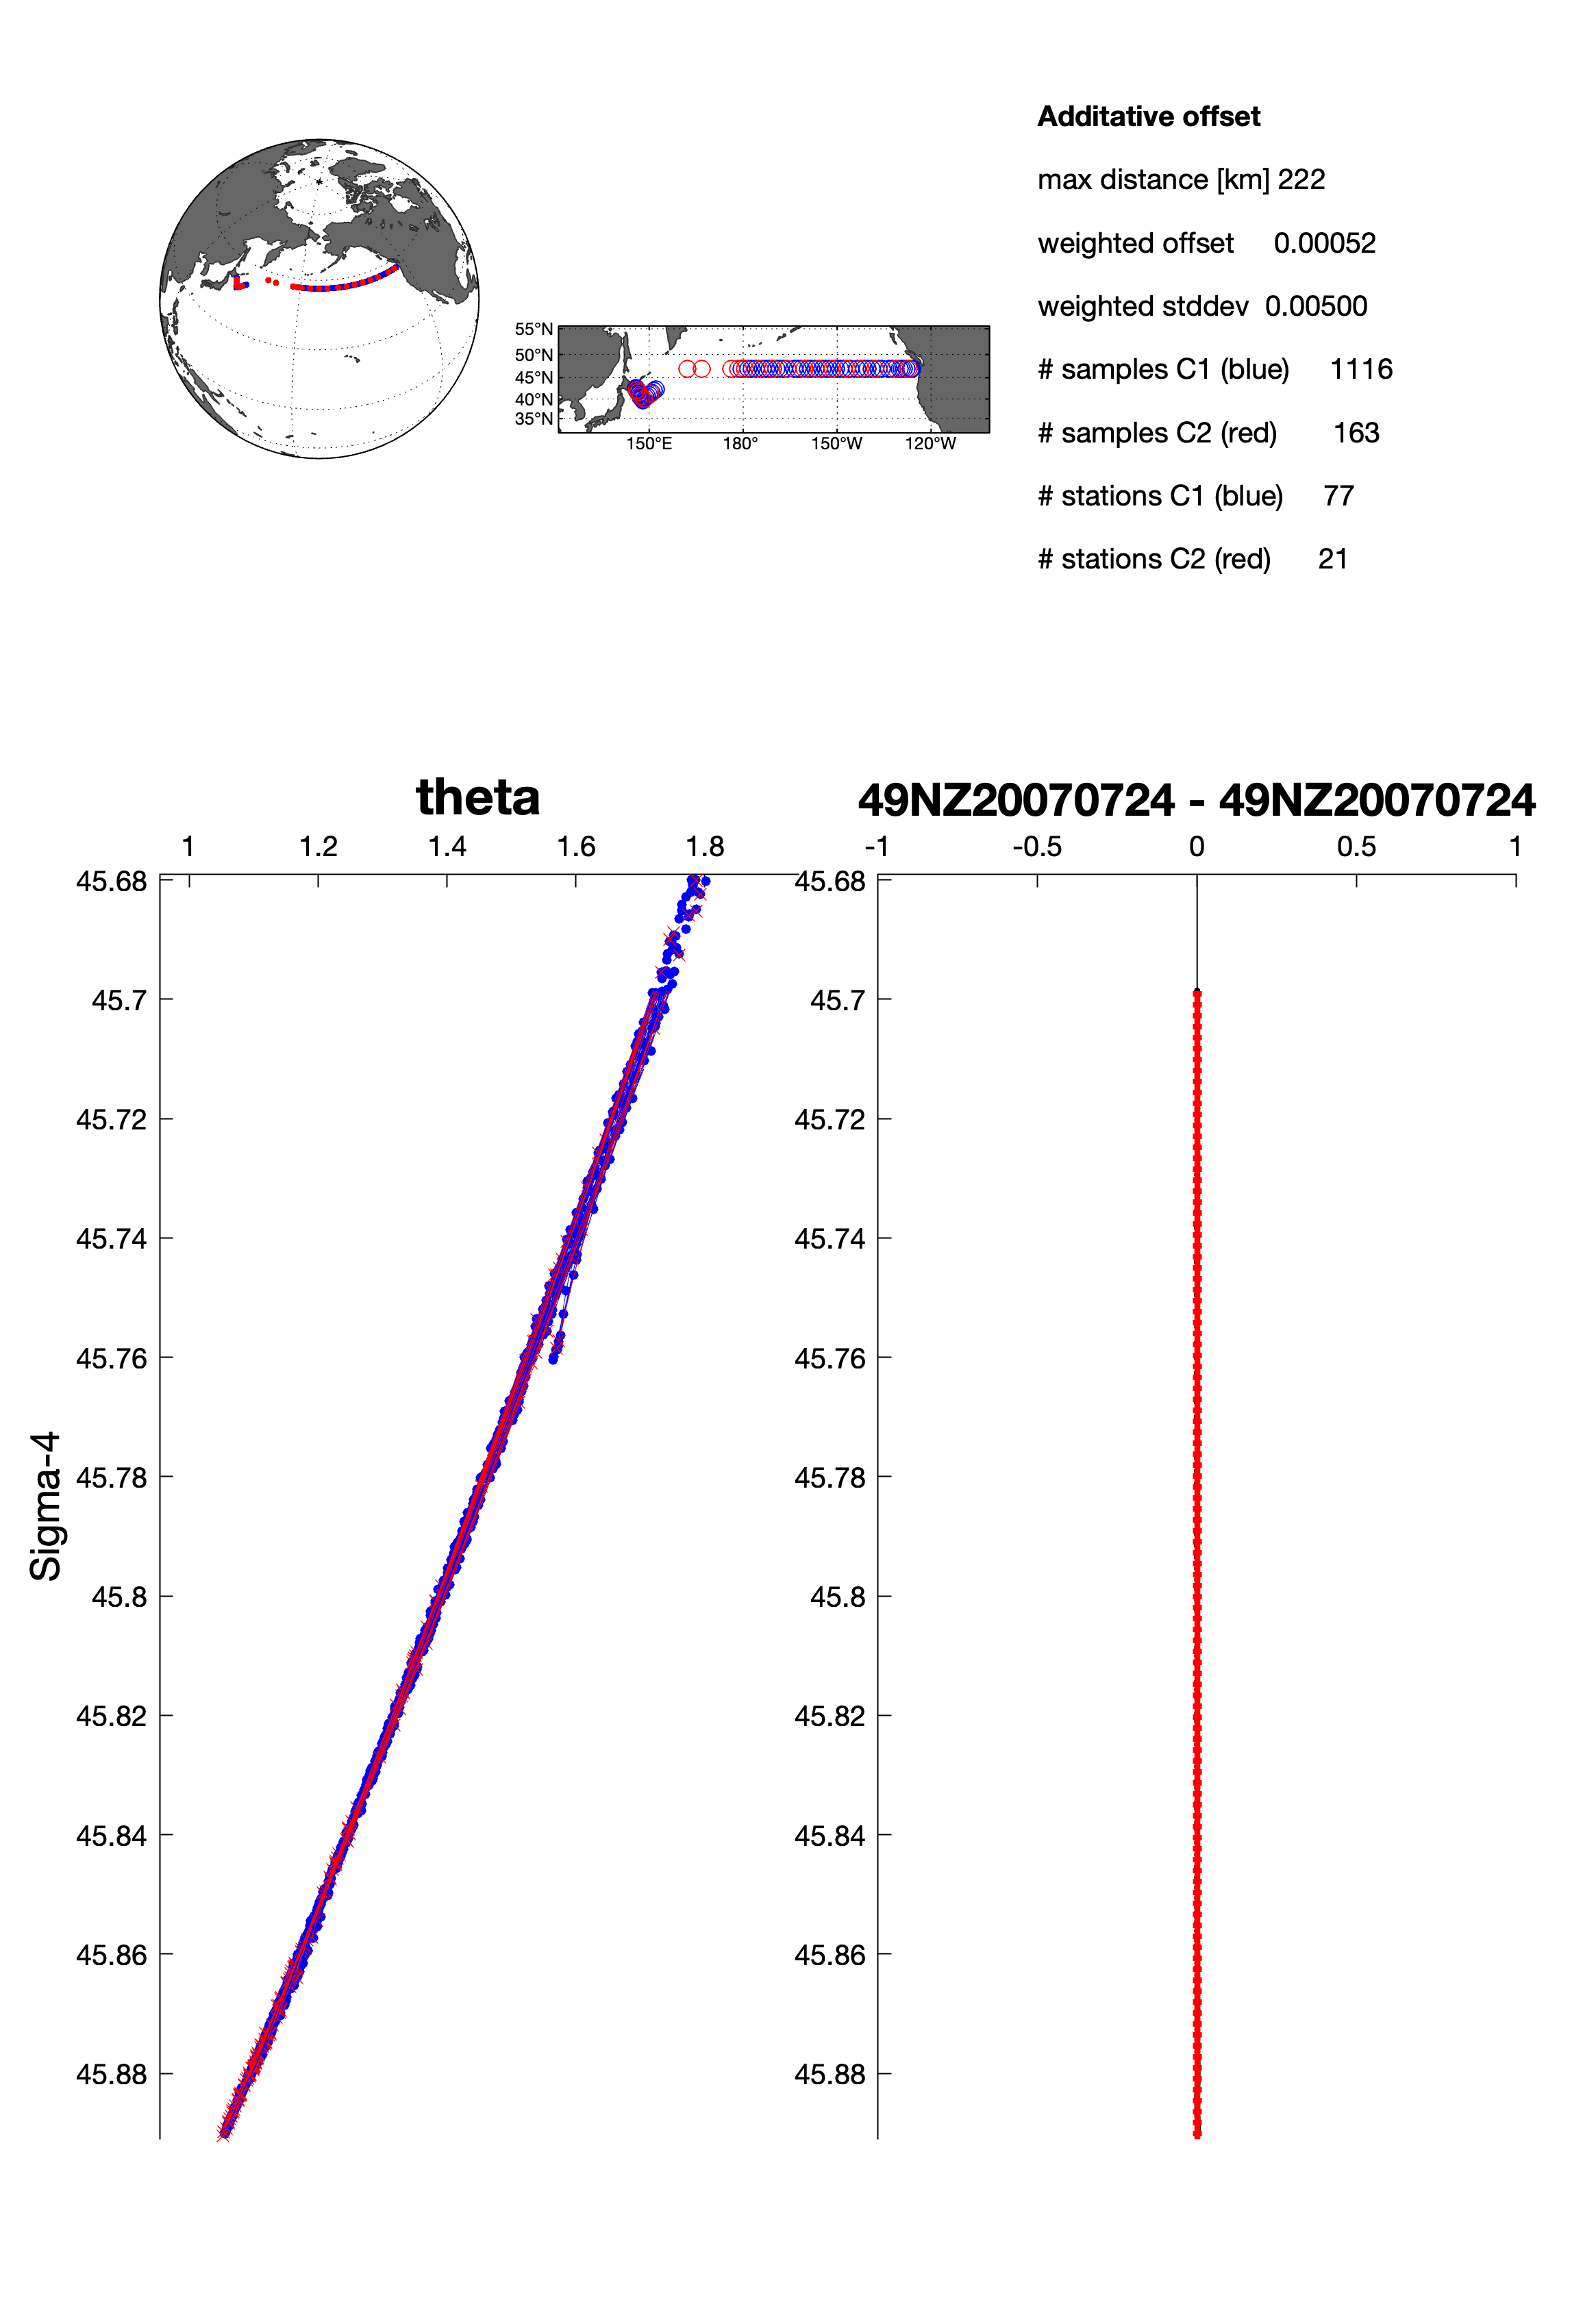 Additative offset
max distance [km] 222
weighted offset 0.00052
weighted stddev 0.00500
# samples C1 (blue) 1116
# samples C2 (red) 163
# stations C1 (blue) 77
# stations C2 (red) 21
55°N
50°N
45°N
40°N
35°N
150°E 180° 150°W 120°W
theta
1 1.2 1.4 1.6 1.8
45.68
45.7
45.72
45.74
45.76
45.78
45.8
45.82
45.84
45.86
45.88
Sigma-4
49NZ20070724 - 49NZ20070724
-1 -0.5 0 0.5 1
45.68
45.7
45.72
45.74
45.76
45.78
45.8
45.82
45.84
45.86
45.88